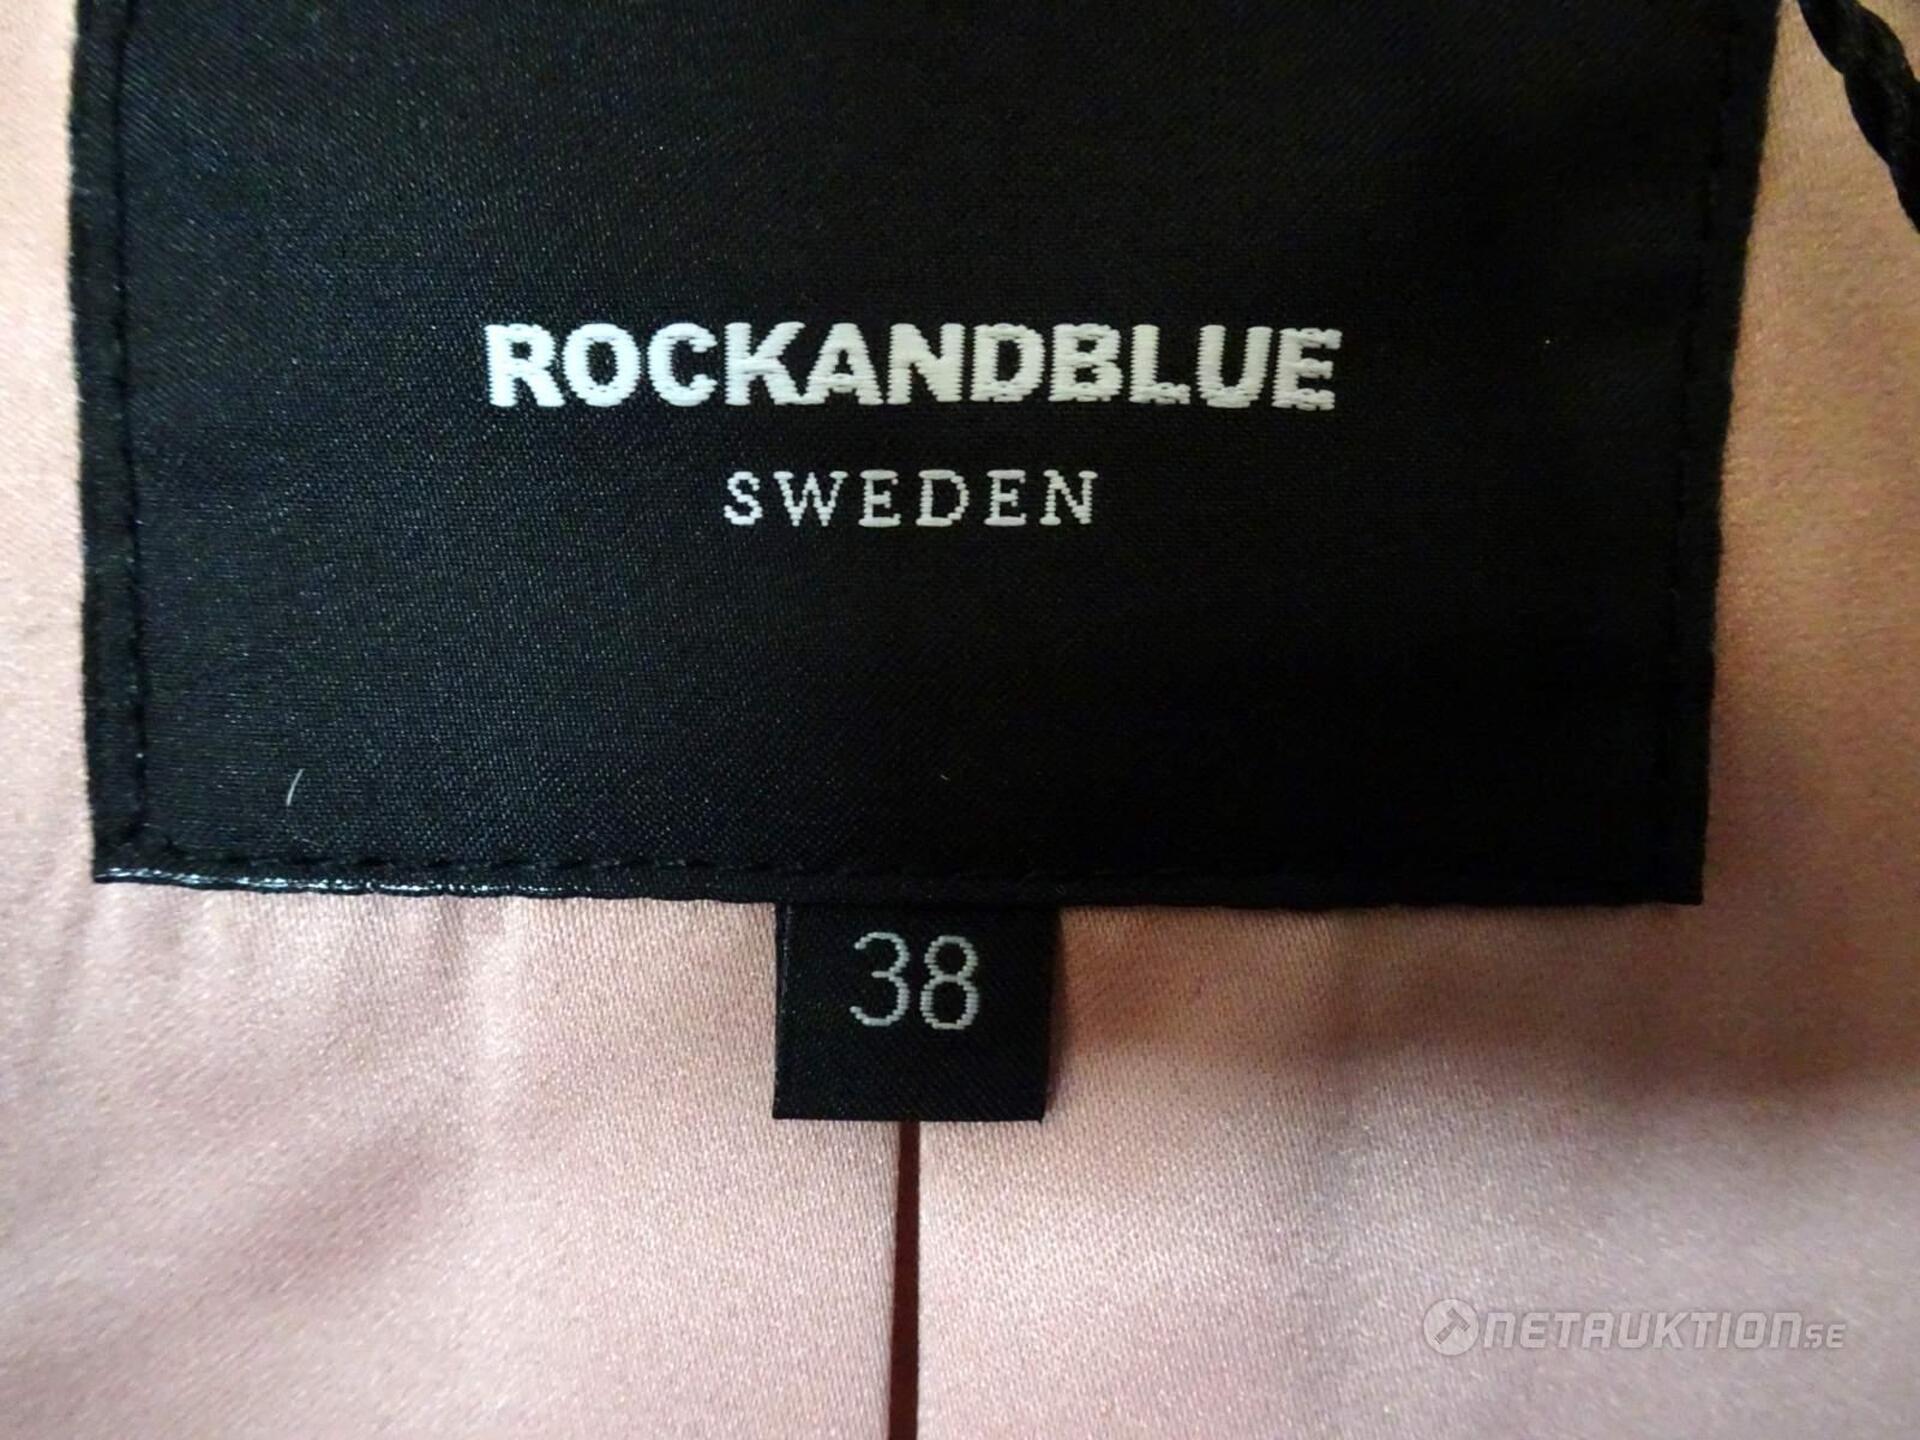 ROCKANDBLUE
SWEDEN
38
NETAUKTION.SE